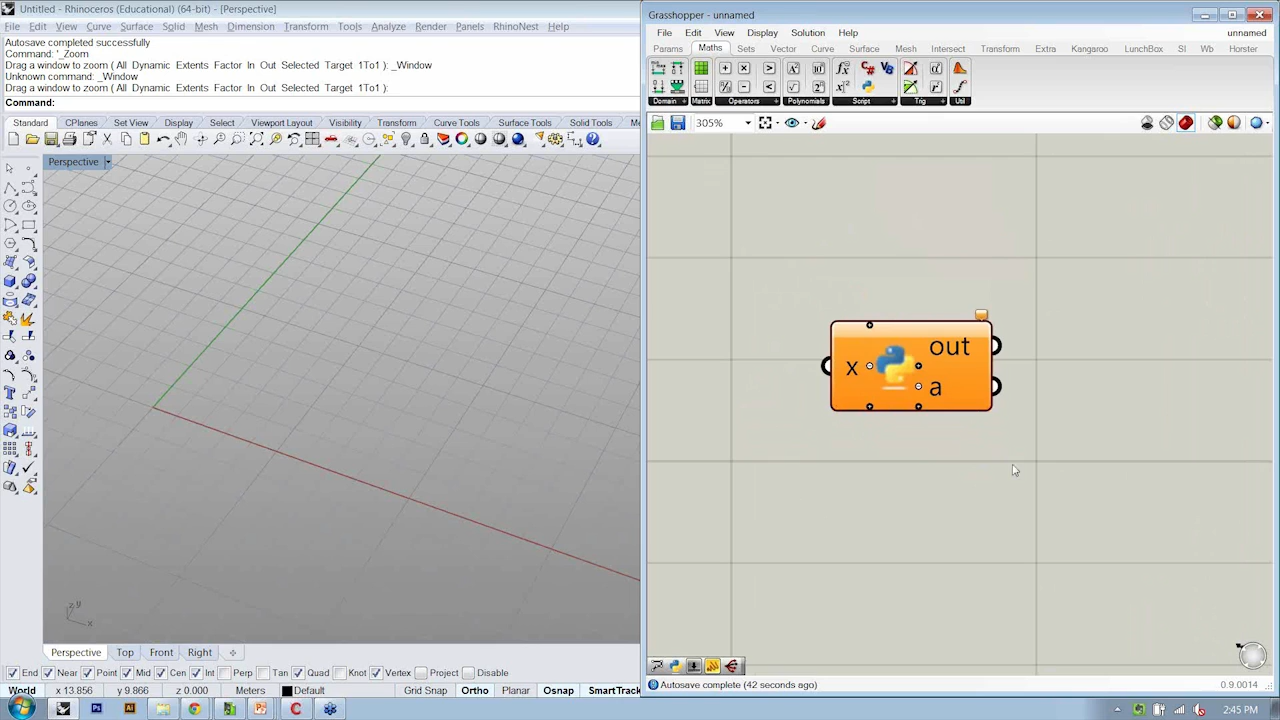 Untitled - Rhinoceros (Educational) (64-bit) - [Perspective]
File Edit View Curve Surface Solid Mesh Dimension Transform Tools Analyze Render Panels RhinoNest Help
Autosave completed successfully
Command: '_Zoom
Drag a window to zoom ( All Dynamic Extents Factor In Out Selected Target 1To1 ): _Window
Unknown command: _Window
Drag a window to zoom ( All Dynamic Extents Factor In Out Selected Target 1To1 ):
Command:
Standard CPlanes Set View Display Select Viewport Layout Visibility Transform Curve Tools Surface Tools Solid Tools Me
Perspective
z y
x
Perspective Top Front Right
End Near Point Mid Cen Int Perp Tan Quad Knot Vertex Project Disable
World x 13.856 y 9.866 z 0.000 Meters Default Grid Snap Ortho Planar Osnap SmartTrack
Grasshopper - unnamed
File Edit View Display Solution Help unnamed
Params Maths Sets Vector Curve Surface Mesh Intersect Transform Extra Kangaroo LunchBox SI Wb Horster
Domain Matrix Operators Polynomials Script Trig Util
305%
x out
a
Autosave complete (42 seconds ago) 0.9.0014
2:45 PM